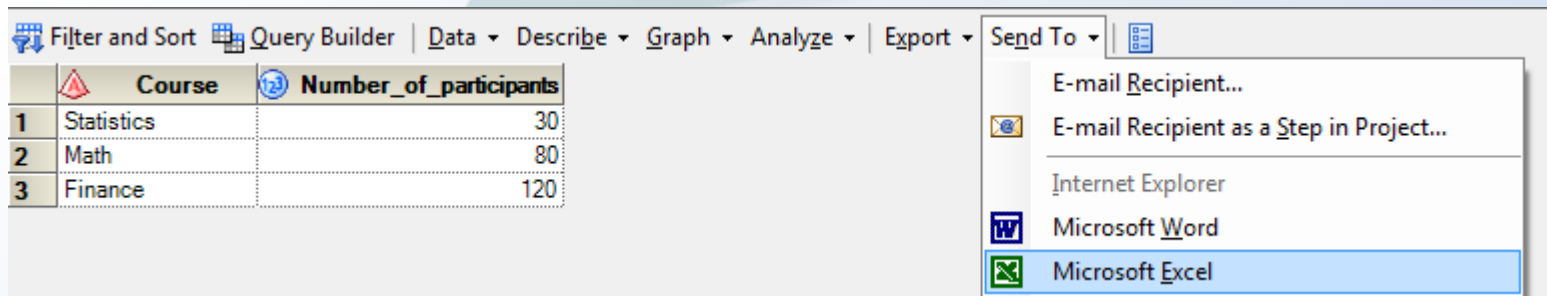 Filter and Sort Query Builder | Data Describe Graph Analyze | Export Send To
Course 123 Number_of_participants
1 Statistics 30
2 Math 80
3 Finance 120
E-mail Recipient...
@ E-mail Recipient as a Step in Project...
Internet Explorer
W Microsoft Word
X Microsoft Excel